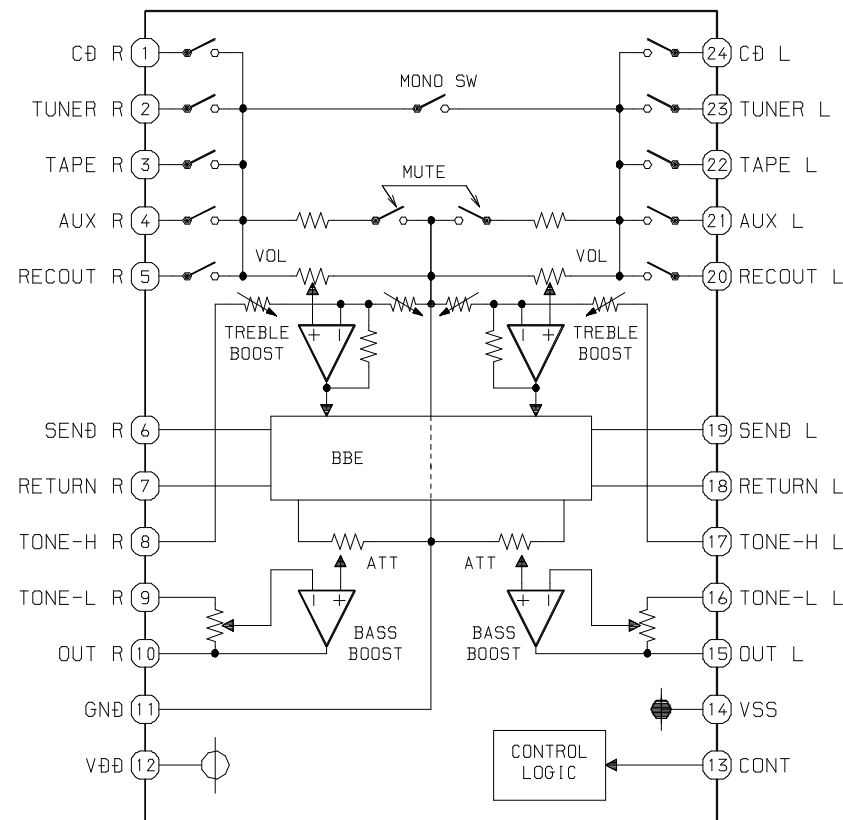 CD R 1
24 CD L
MONO SW
TUNER R 2
23 TUNER L
TAPE R 3
22 TAPE L
MUTE
AUX R 4
21 AUX L
VOL
VOL
RECOUT R 5
20 RECOUT L
+ −
− +
TREBLE
BOOST
TREBLE
BOOST
SEND R 6
19 SEND L
BBE
RETURN R 7
18 RETURN L
TONE-H R 8
17 TONE-H L
ATT
ATT
TONE-L R 9
16 TONE-L L
− +
+ −
BASS
BOOST
BASS
BOOST
OUT R 10
15 OUT L
GND 11
14 VSS
VDD 12
CONTROL
LOGIC
13 CONT